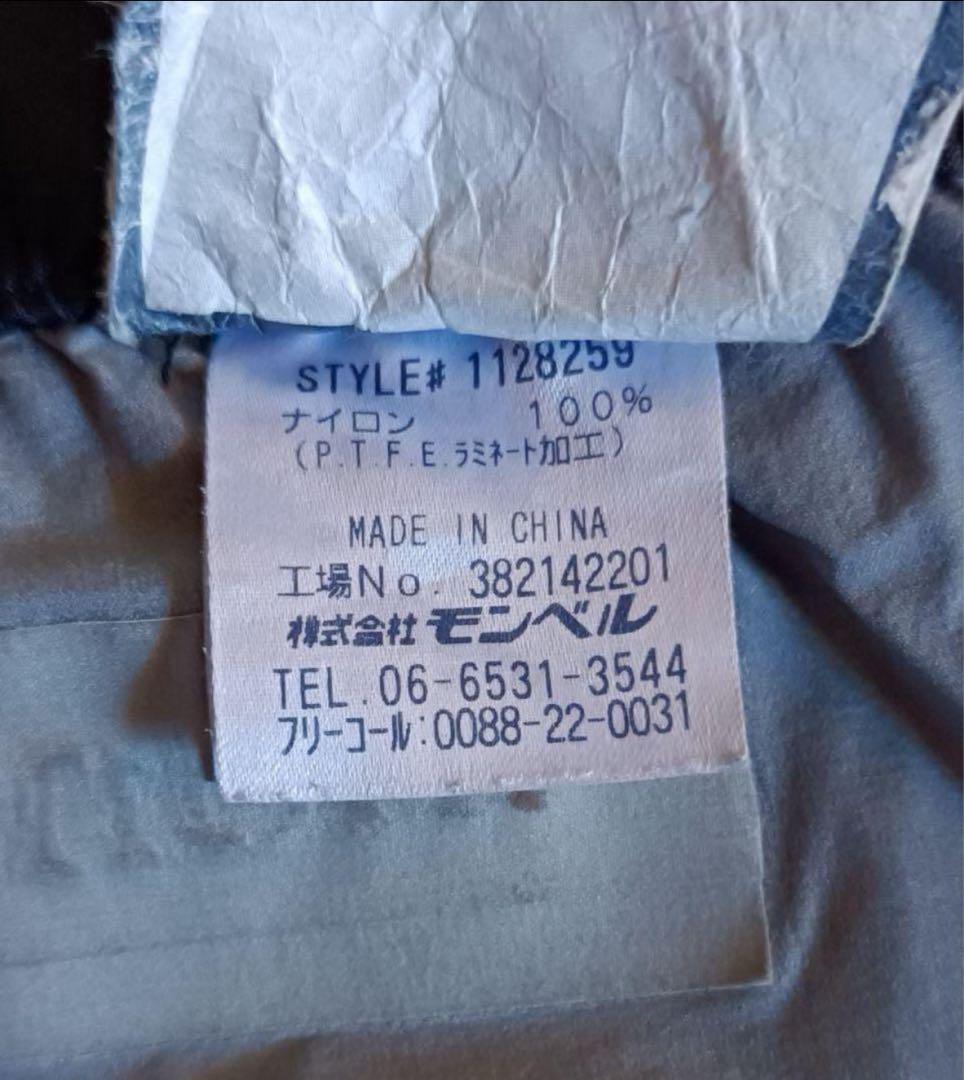 STYLE# 1128259
ナイロン 100%
(P.T.F.E.ラミネート加工)
MADE IN CHINA
工場No. 382142201
株式会社モンベル
TEL.06-6531-3544
フリーコール:0088-22-0031